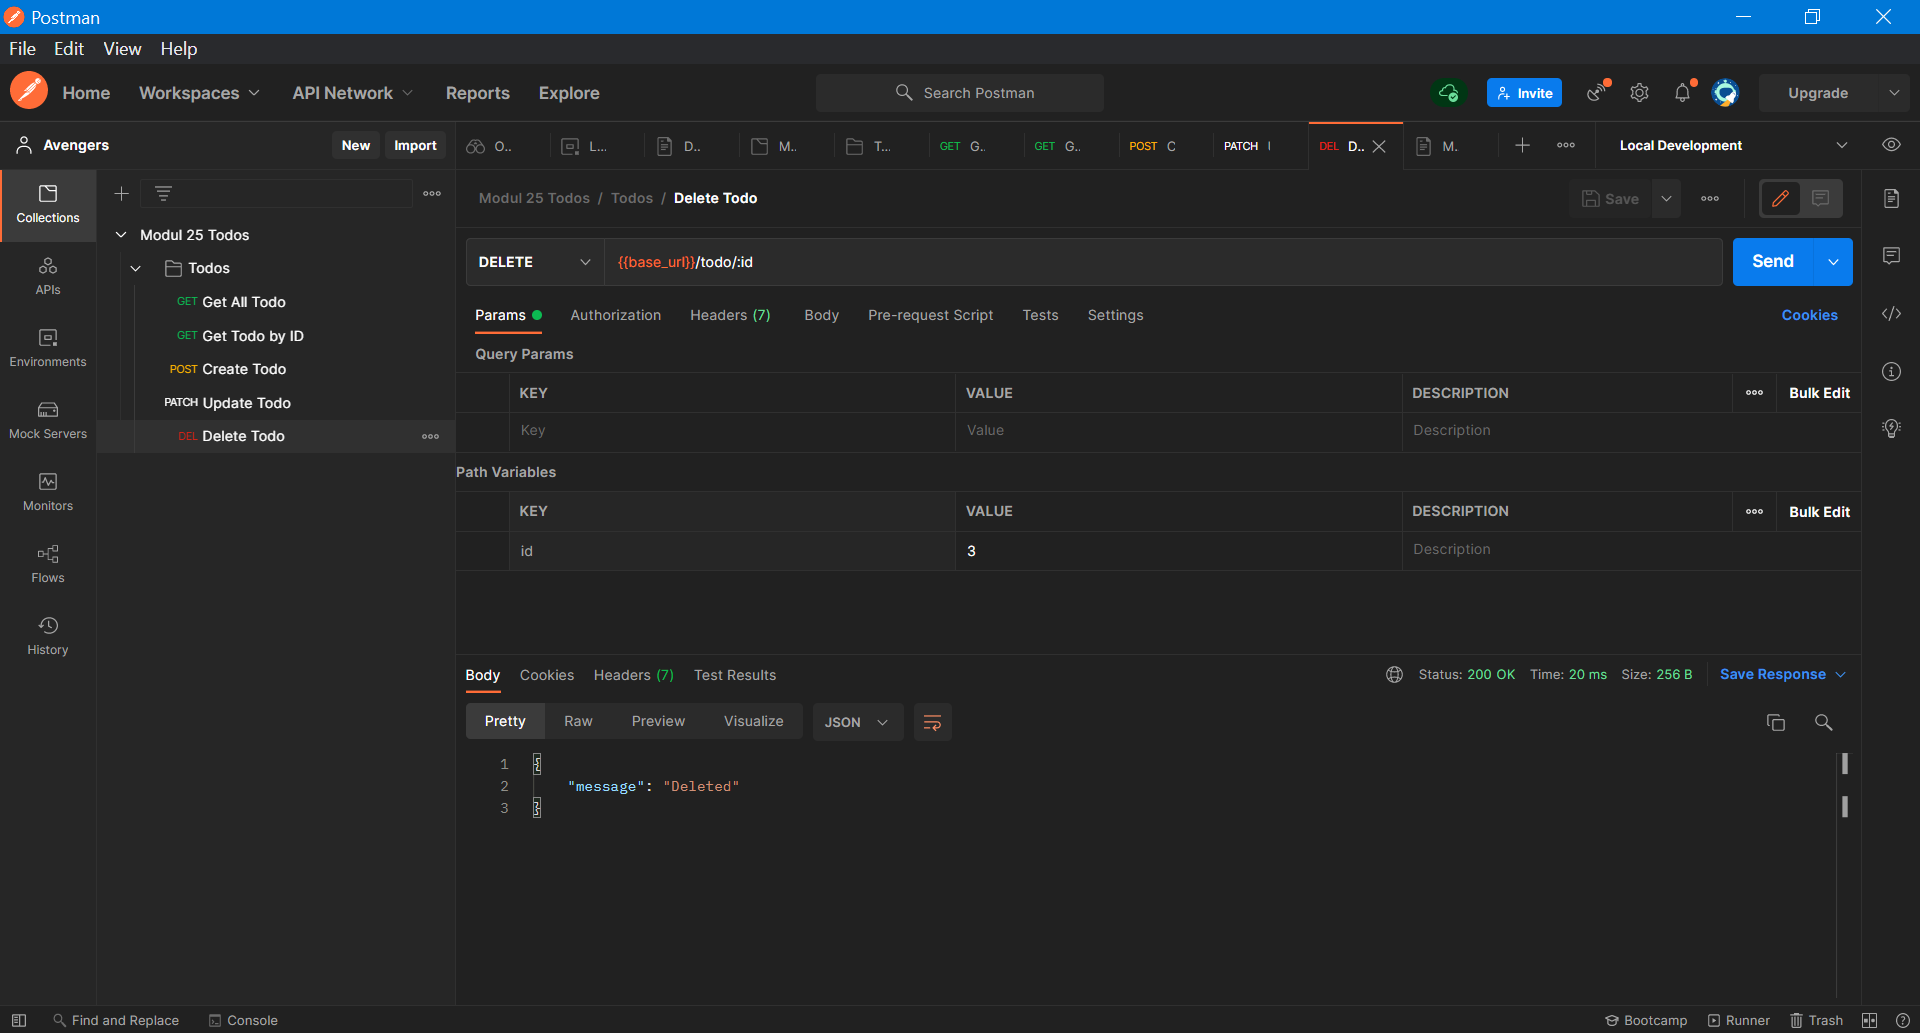 Postman
File Edit View Help
Home Workspaces API Network Reports Explore Search Postman Invite Upgrade
Avengers New Import O.. L... D.. M.. T... GET G.. GET G.. POST C PATCH DEL D.. M. Local Development
Modul 25 Todos / Todos / Delete Todo Save
Collections
APIs
Environments
Mock Servers
Monitors
Flows
History
Modul 25 Todos
Todos
GET Get All Todo
GET Get Todo by ID
POST Create Todo
PATCH Update Todo
DEL Delete Todo
DELETE {{base_url}}/todo/:id Send
Params Authorization Headers (7) Body Pre-request Script Tests Settings Cookies
Query Params
KEY VALUE DESCRIPTION Bulk Edit
Key Value Description
Path Variables
KEY VALUE DESCRIPTION Bulk Edit
id 3 Description
Body Cookies Headers (7) Test Results Status: 200 OK Time: 20 ms Size: 256 B Save Response
Pretty Raw Preview Visualize JSON
1 {
2 "message": "Deleted"
3 }
Find and Replace Console Bootcamp Runner Trash